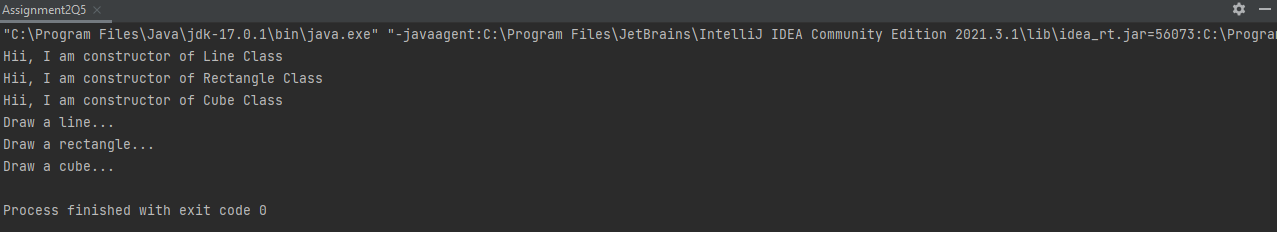 Assignment2Q5
"C:\Program Files\Java\jdk-17.0.1\bin\java.exe" "-javaagent:C:\Program Files\JetBrains\IntelliJ IDEA Community Edition 2021.3.1\lib\idea_rt.jar=56073:C:\Program
Hii, I am constructor of Line Class
Hii, I am constructor of Rectangle Class
Hii, I am constructor of Cube Class
Draw a line...
Draw a rectangle...
Draw a cube...
Process finished with exit code 0